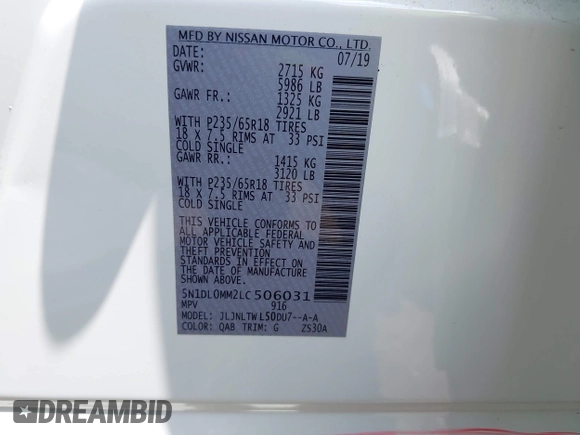 MFD BY NISSAN MOTOR CO., LTD.
DATE: 07/19
GVWR: 2715 KG
5986 LB
GAWR FR.: 1325 KG
2921 LB
WITH P235/65R18 TIRES
18 X 7.5 RIMS AT 33 PSI
COLD SINGLE
GAWR RR.: 1415 KG
3120 LB
WITH P235/65R18 TIRES
18 X 7.5 RIMS AT 33 PSI
COLD SINGLE
THIS VEHICLE CONFORMS TO
ALL APPLICABLE FEDERAL
MOTOR VEHICLE SAFETY AND
THEFT PREVENTION
STANDARDS IN EFFECT ON
THE DATE OF MANUFACTURE
SHOWN ABOVE.
5N1DL0MM2LC506031
MPV 916
MODEL: JLJNLTWL50DU7--A-A
COLOR: QAB TRIM: G ZS30A
DREAMBID